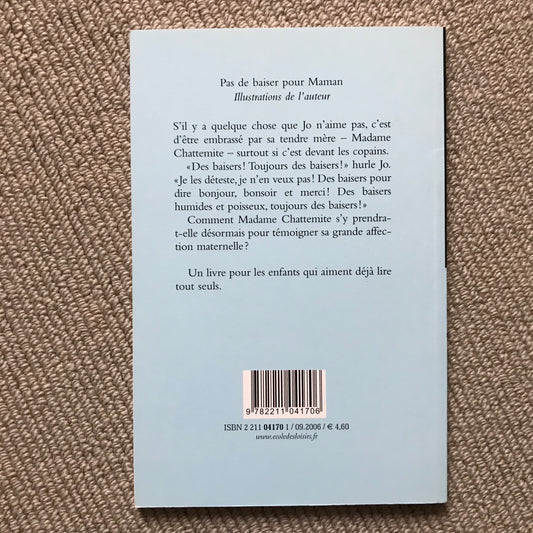 Pas de baiser pour Maman
Illustrations de l'auteur
S'il y a quelque chose que Jo n'aime pas, c'est
d'être embrassé par sa tendre mère – Madame
Chattemite – surtout si c'est devant les copains.
«Des baisers! Toujours des baisers!» hurle Jo.
«Je les déteste, je n'en veux pas! Des baisers pour
dire bonjour, bonsoir et merci! Des baisers
humides et poisseux, toujours des baisers!»
Comment Madame Chattemite s'y prendra-
t-elle désormais pour témoigner sa grande affec-
tion maternelle?
Un livre pour les enfants qui aiment déjà lire
tout seuls.
9 782211 041706
ISBN 2 211 04170 1 / 09.2006 / € 4,60
www.ecoledesloisirs.fr